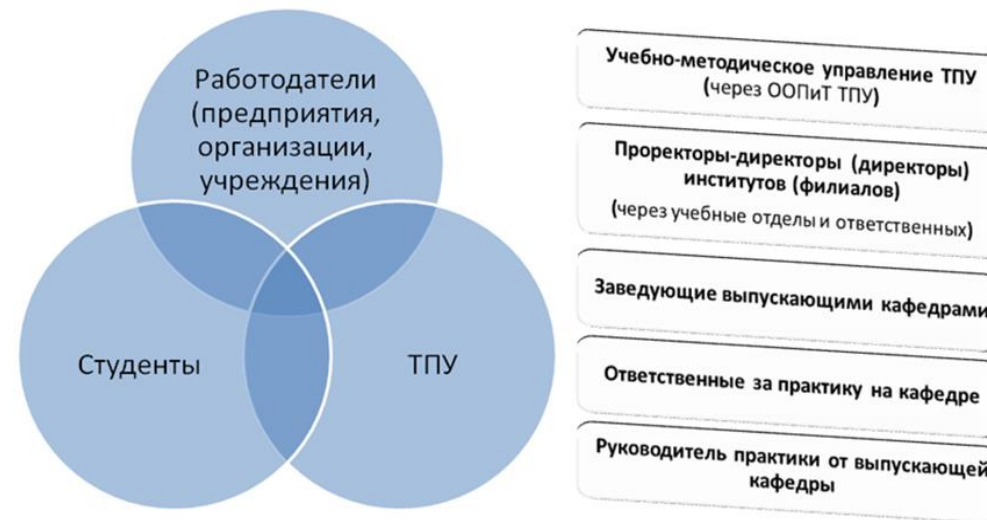 Работодатели
(предприятия,
организации,
учреждения)
Студенты
ТПУ
Учебно-методическое управление ТПУ
(через ООПиТ ТПУ)
Проректоры-директоры (директоры)
институтов (филиалов)
(через учебные отделы и ответственных)
Заведующие выпускающими кафедрами
Ответственные за практику на кафедре
Руководитель практики от выпускающей
кафедры